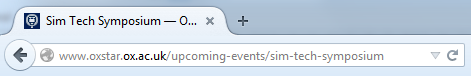 Sim Tech Symposium — O...
www.oxstar.ox.ac.uk/upcoming-events/sim-tech-symposium